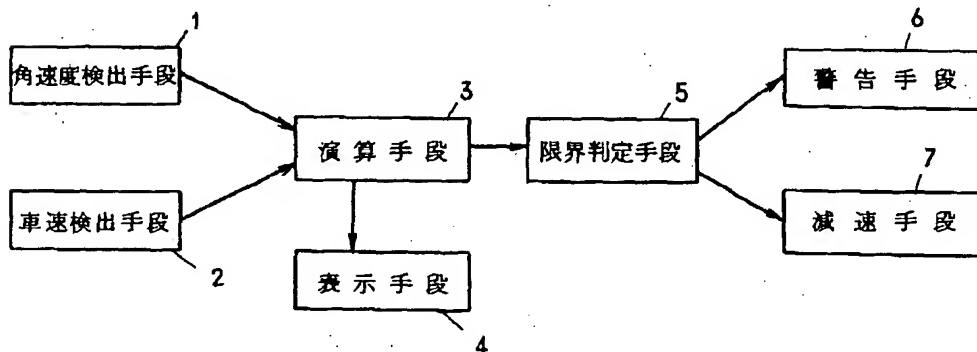 1
角速度検出手段
2
車速検出手段
3
演算手段
4
表示手段
5
限界判定手段
6
警告手段
7
減速手段